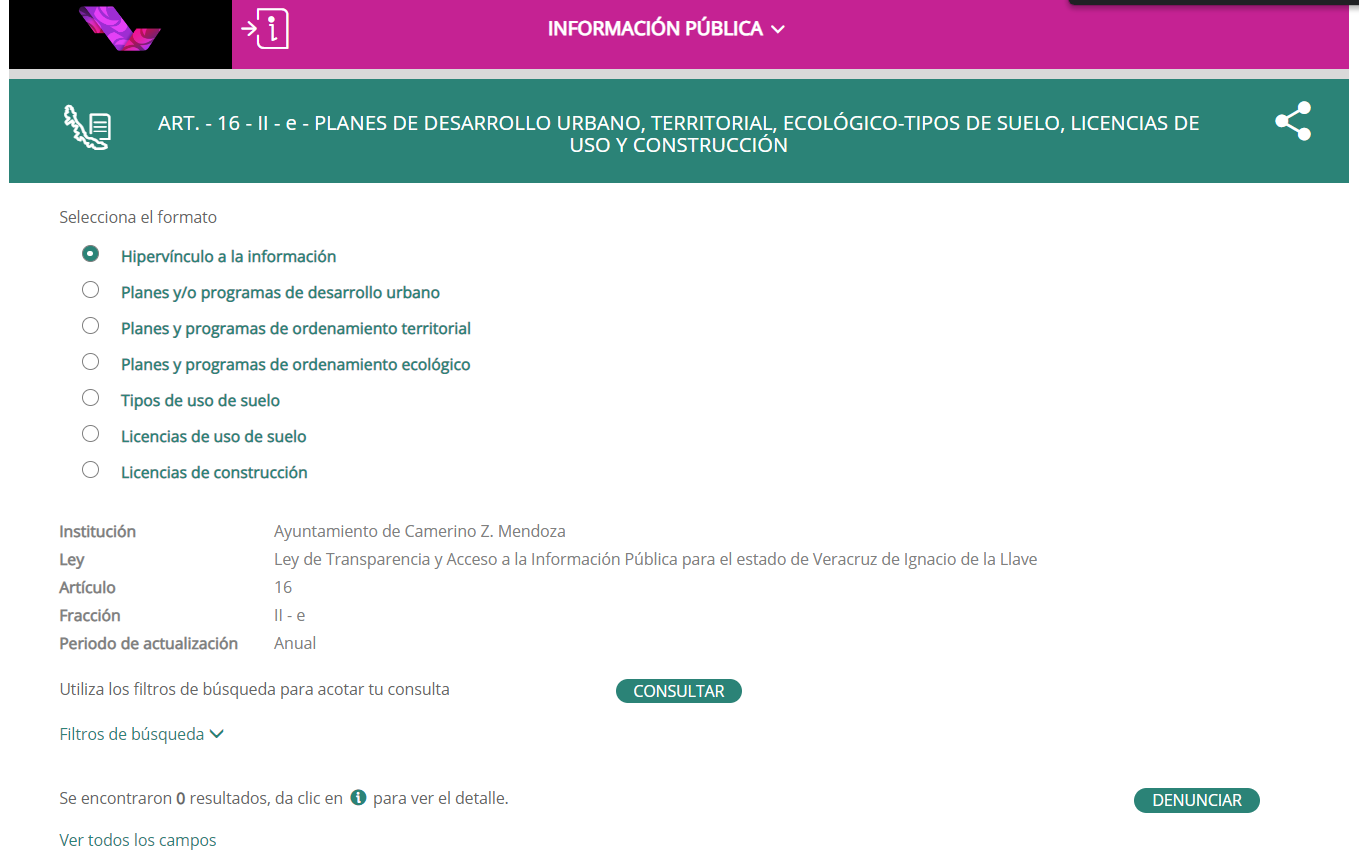 INFORMACIÓN PÚBLICA
ART. - 16 - II - e - PLANES DE DESARROLLO URBANO, TERRITORIAL, ECOLÓGICO-TIPOS DE SUELO, LICENCIAS DE
USO Y CONSTRUCCIÓN
Selecciona el formato
Hipervínculo a la información
Planes y/o programas de desarrollo urbano
Planes y programas de ordenamiento territorial
Planes y programas de ordenamiento ecológico
Tipos de uso de suelo
Licencias de uso de suelo
Licencias de construcción
Institución Ayuntamiento de Camerino Z. Mendoza
Ley Ley de Transparencia y Acceso a la Información Pública para el estado de Veracruz de Ignacio de la Llave
Artículo 16
Fracción II - e
Periodo de actualización Anual
Utiliza los filtros de búsqueda para acotar tu consulta CONSULTAR
Filtros de búsqueda
Se encontraron 0 resultados, da clic en i para ver el detalle. DENUNCIAR
Ver todos los campos